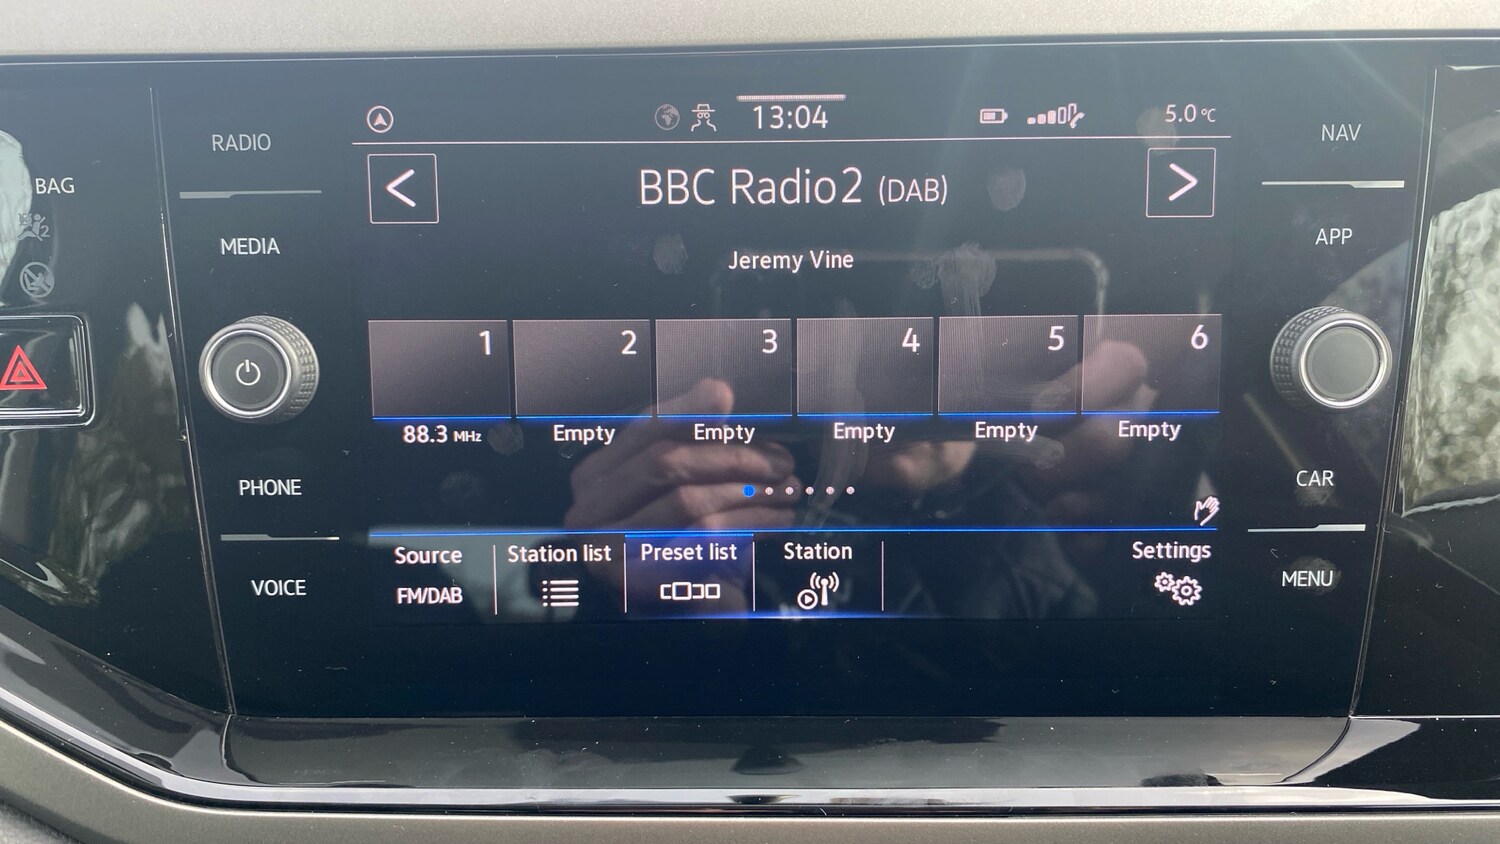 RADIO
MEDIA
PHONE
VOICE
BAG
13:04
5.0 °C
BBC Radio2 (DAB)
Jeremy Vine
1 2 3 4 5 6
88.3 MHz Empty Empty Empty Empty Empty
Source Station list Preset list Station Settings
FM/DAB
NAV
APP
CAR
MENU